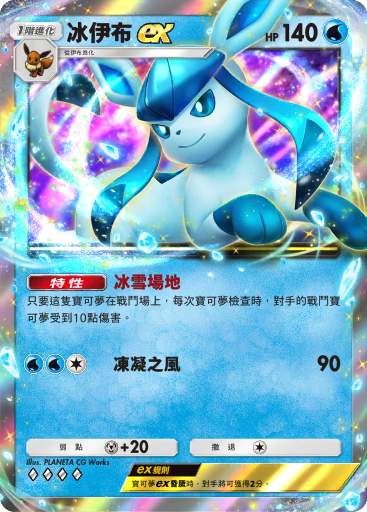 1階進化 冰伊布ex HP 140
從伊布進化
特性 冰雪場地
只要這隻寶可夢在戰鬥場上，每次寶可夢檢查時，對手的戰鬥寶
可夢受到10點傷害。
凍凝之風 90
弱點 +20 撤退
Illus. PLANETA CG Works
ex規則
寶可夢ex昏厥時，對手將可獲得2分。